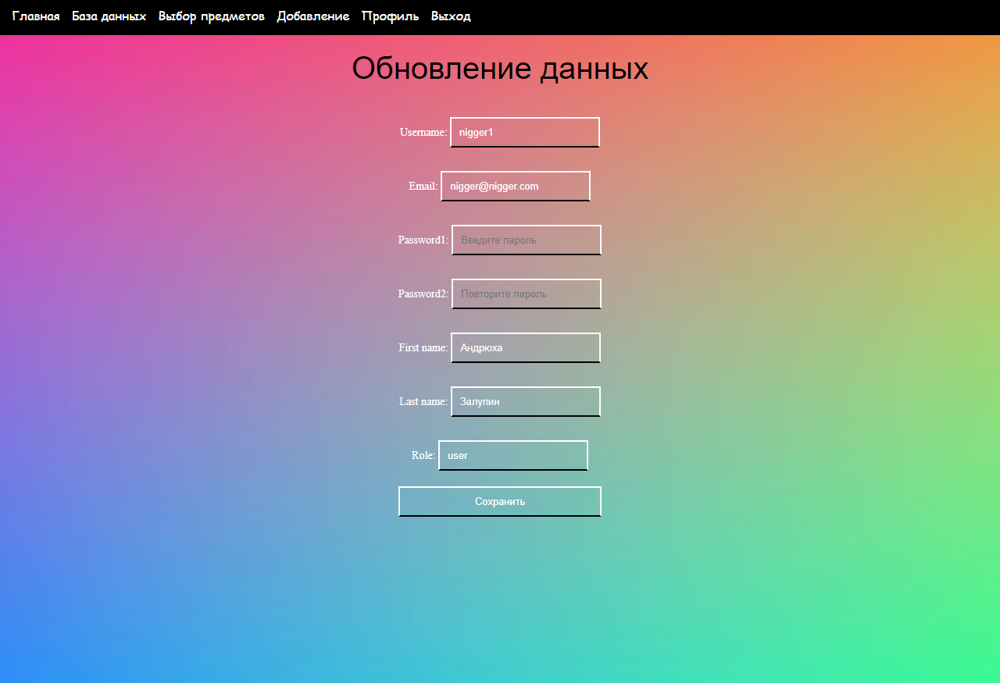 Главная База данных Выбор предметов Добавление Профиль Выход
Обновление данных
Username: nigger1
Email: nigger@nigger.com
Password1: Введите пароль
Password2: Повторите пароль
First name: Андрюха
Last name: Залупин
Role: user
Сохранить